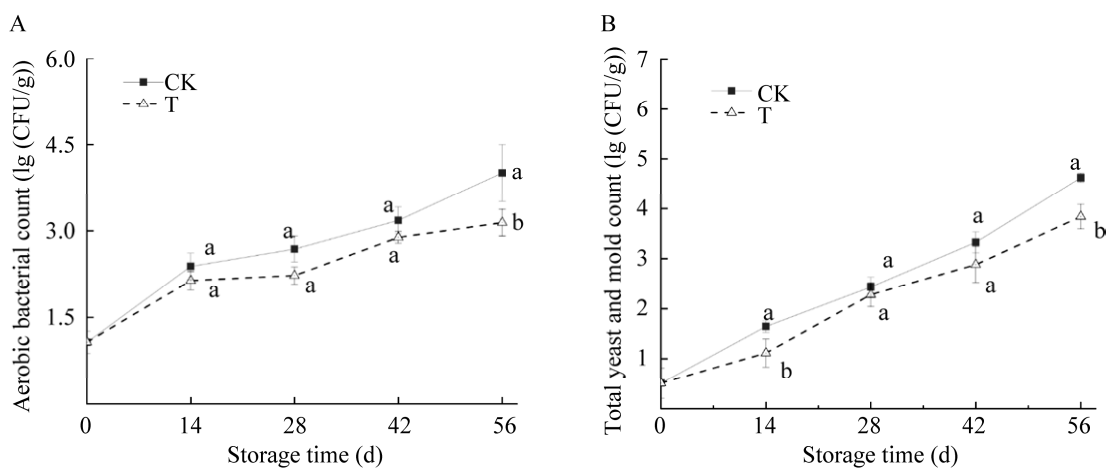 A
Aerobic bacterial count (lg (CFU/g))
6.0
4.5
3.0
1.5
CK
T
a
a
a
a
a
a
a
b
0
14
28
42
56
Storage time (d)
B
Total yeast and mold count (lg (CFU/g))
7
6
5
4
3
2
1
CK
T
a
b
a
a
a
a
a
b
0
14
28
42
56
Storage time (d)